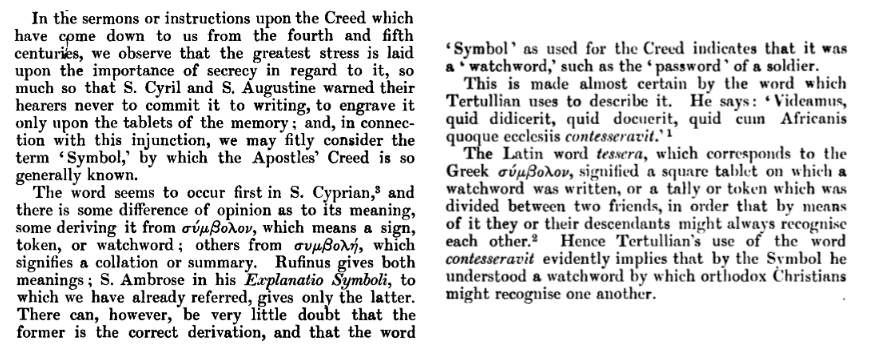 In the sermons or instructions upon the Creed which
have come down to us from the fourth and fifth
centuries, we observe that the greatest stress is laid
upon the importance of secrecy in regard to it, so
much so that S. Cyril and S. Augustine warned their
hearers never to commit it to writing, to engrave it
only upon the tablets of the memory; and, in connec-
tion with this injunction, we may fitly consider the
term ‘Symbol,’ by which the Apostles’ Creed is so
generally known.
The word seems to occur first in S. Cyprian,³ and
there is some difference of opinion as to its meaning,
some deriving it from σύμβολον, which means a sign,
token, or watchword; others from συμβολή, which
signifies a collation or summary. Rufinus gives both
meanings; S. Ambrose in his Explanatio Symboli, to
which we have already referred, gives only the latter.
There can, however, be very little doubt that the
former is the correct derivation, and that the word
‘Symbol’ as used for the Creed indicates that it was
a ‘watchword,’ such as the ‘password’ of a soldier.
This is made almost certain by the word which
Tertullian uses to describe it. He says: ‘Videamus,
quid didicerit, quid docuerit, quid cum Africanis
quoque ecclesiis contesseravit.’¹
The Latin word tessera, which corresponds to the
Greek σύμβολον, signified a square tablet on which a
watchword was written, or a tally or token which was
divided between two friends, in order that by means
of it they or their descendants might always recognise
each other.² Hence Tertullian’s use of the word
contesseravit evidently implies that by the Symbol he
understood a watchword by which orthodox Christians
might recognise one another.